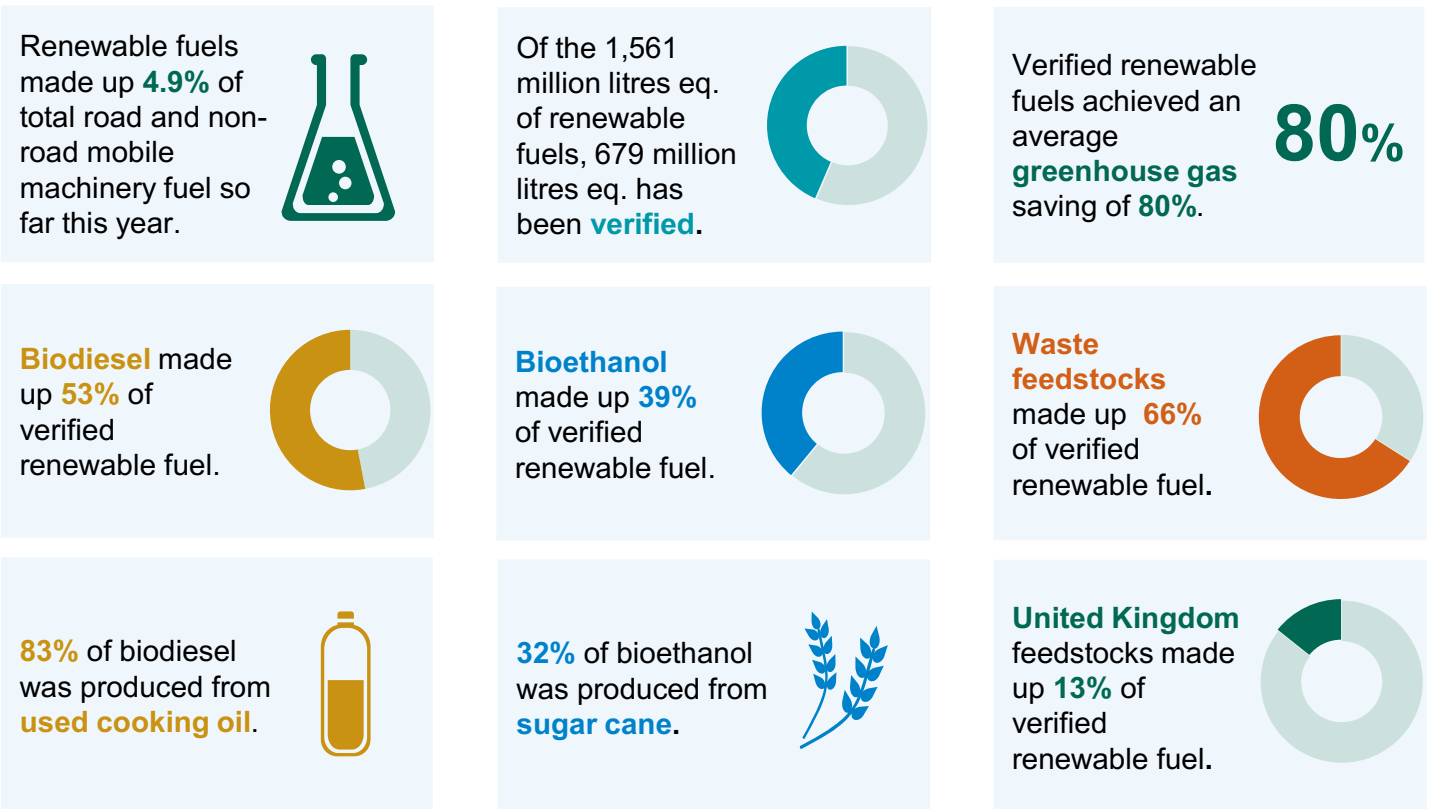 Renewable fuels
made up 4.9% of
total road and non-
road mobile
machinery fuel so
far this year.
Of the 1,561
million litres eq.
of renewable
fuels, 679 million
litres eq. has
been verified.
Verified renewable
fuels achieved an
average
greenhouse gas
saving of 80%.
80%
Biodiesel made
up 53% of
verified
renewable fuel.
Bioethanol
made up 39%
of verified
renewable fuel.
Waste
feedstocks
made up 66%
of verified
renewable fuel.
83% of biodiesel
was produced from
used cooking oil.
32% of bioethanol
was produced from
sugar cane.
United Kingdom
feedstocks made
up 13% of
verified
renewable fuel.